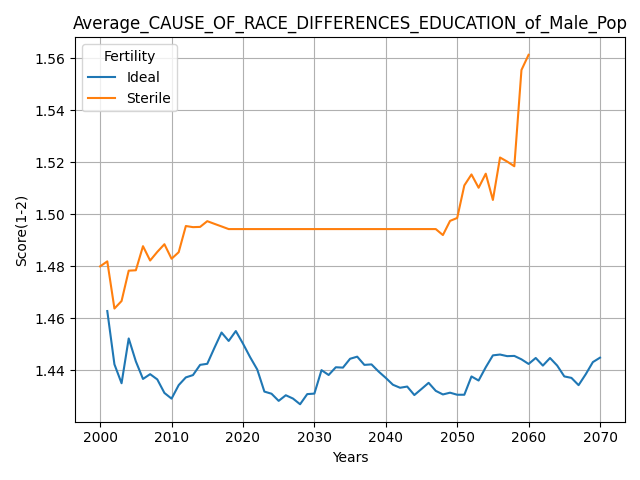 Average_CAUSE_OF_RACE_DIFFERENCES_EDUCATION_of_Male_Pop
Fertility
Ideal
Sterile
Score(1-2)
1.56
1.54
1.52
1.50
1.48
1.46
1.44
2000 2010 2020 2030 2040 2050 2060 2070
Years